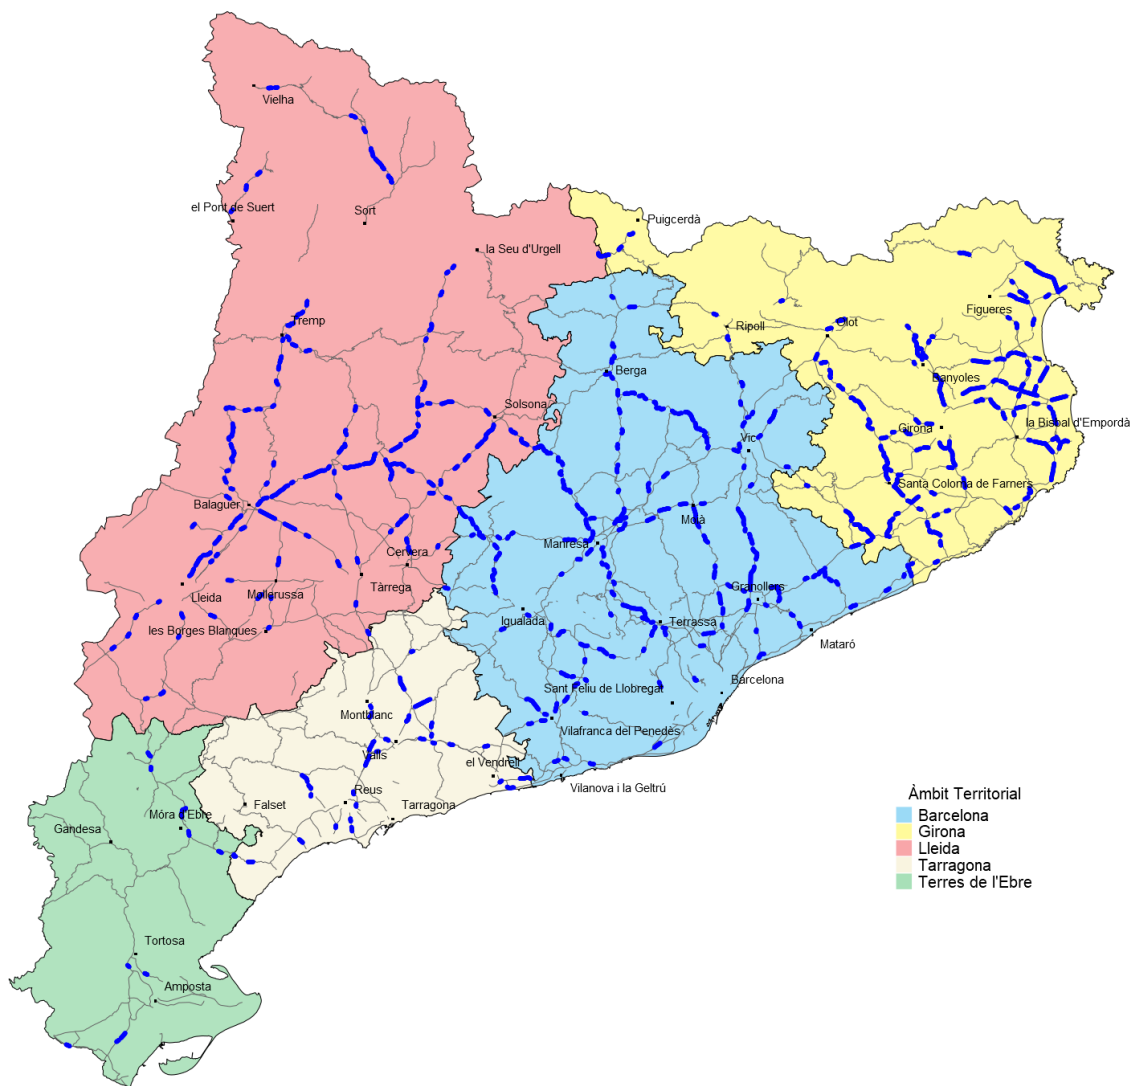 Vielha
el Pont de Suert
Sort
Puigcerdà
la Seu d'Urgell
Figueres
Tremp
Ripoll
Olot
Berga
Banyoles
Solsona
la Bisbal d'Empordà
Girona
Vic
Santa Coloma de Farners
Balaguer
Moià
Manresa
Cervera
Lleida
Mollerussa
Tàrrega
Granollers
les Borges Blanques
Igualada
Terrassa
Mataró
Barcelona
Sant Feliu de Llobregat
Montblanc
Vilafranca del Penedès
Valls
el Vendrell
Vilanova i la Geltrú
Reus
Falset
Tarragona
Móra d'Ebre
Gandesa
Tortosa
Amposta
Àmbit Territorial
Barcelona
Girona
Lleida
Tarragona
Terres de l'Ebre